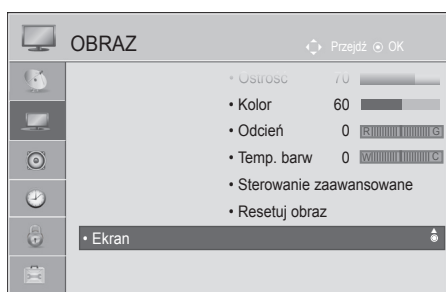 OBRAZ
Przejdź OK
• Ostrość 70
• Kolor 60
• Odcień 0 R G
• Temp. barw 0 W C
• Sterowanie zaawansowane
• Resetuj obraz
• Ekran